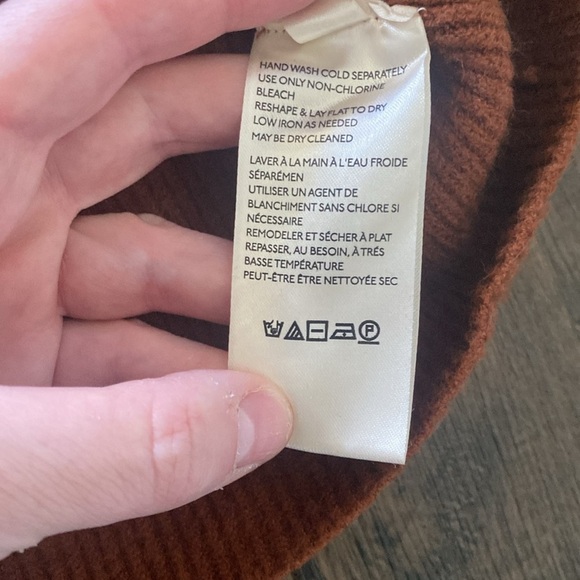 HAND WASH COLD SEPARATELY
USE ONLY NON-CHLORINE
BLEACH
RESHAPE & LAY FLAT TO DRY
LOW IRON AS NEEDED
MAY BE DRY CLEANED
LAVER À LA MAIN À L'EAU FROIDE
SÉPARÉMEN
UTILISER UN AGENT DE
BLANCHIMENT SANS CHLORE SI
NÉCESSAIRE
REMODELER ET SÉCHER À PLAT
REPASSER, AU BESOIN, À TRÉS
BASSE TEMPÉRATURE
PEUT-ÊTRE ÊTRE NETTOYÉE SEC
P